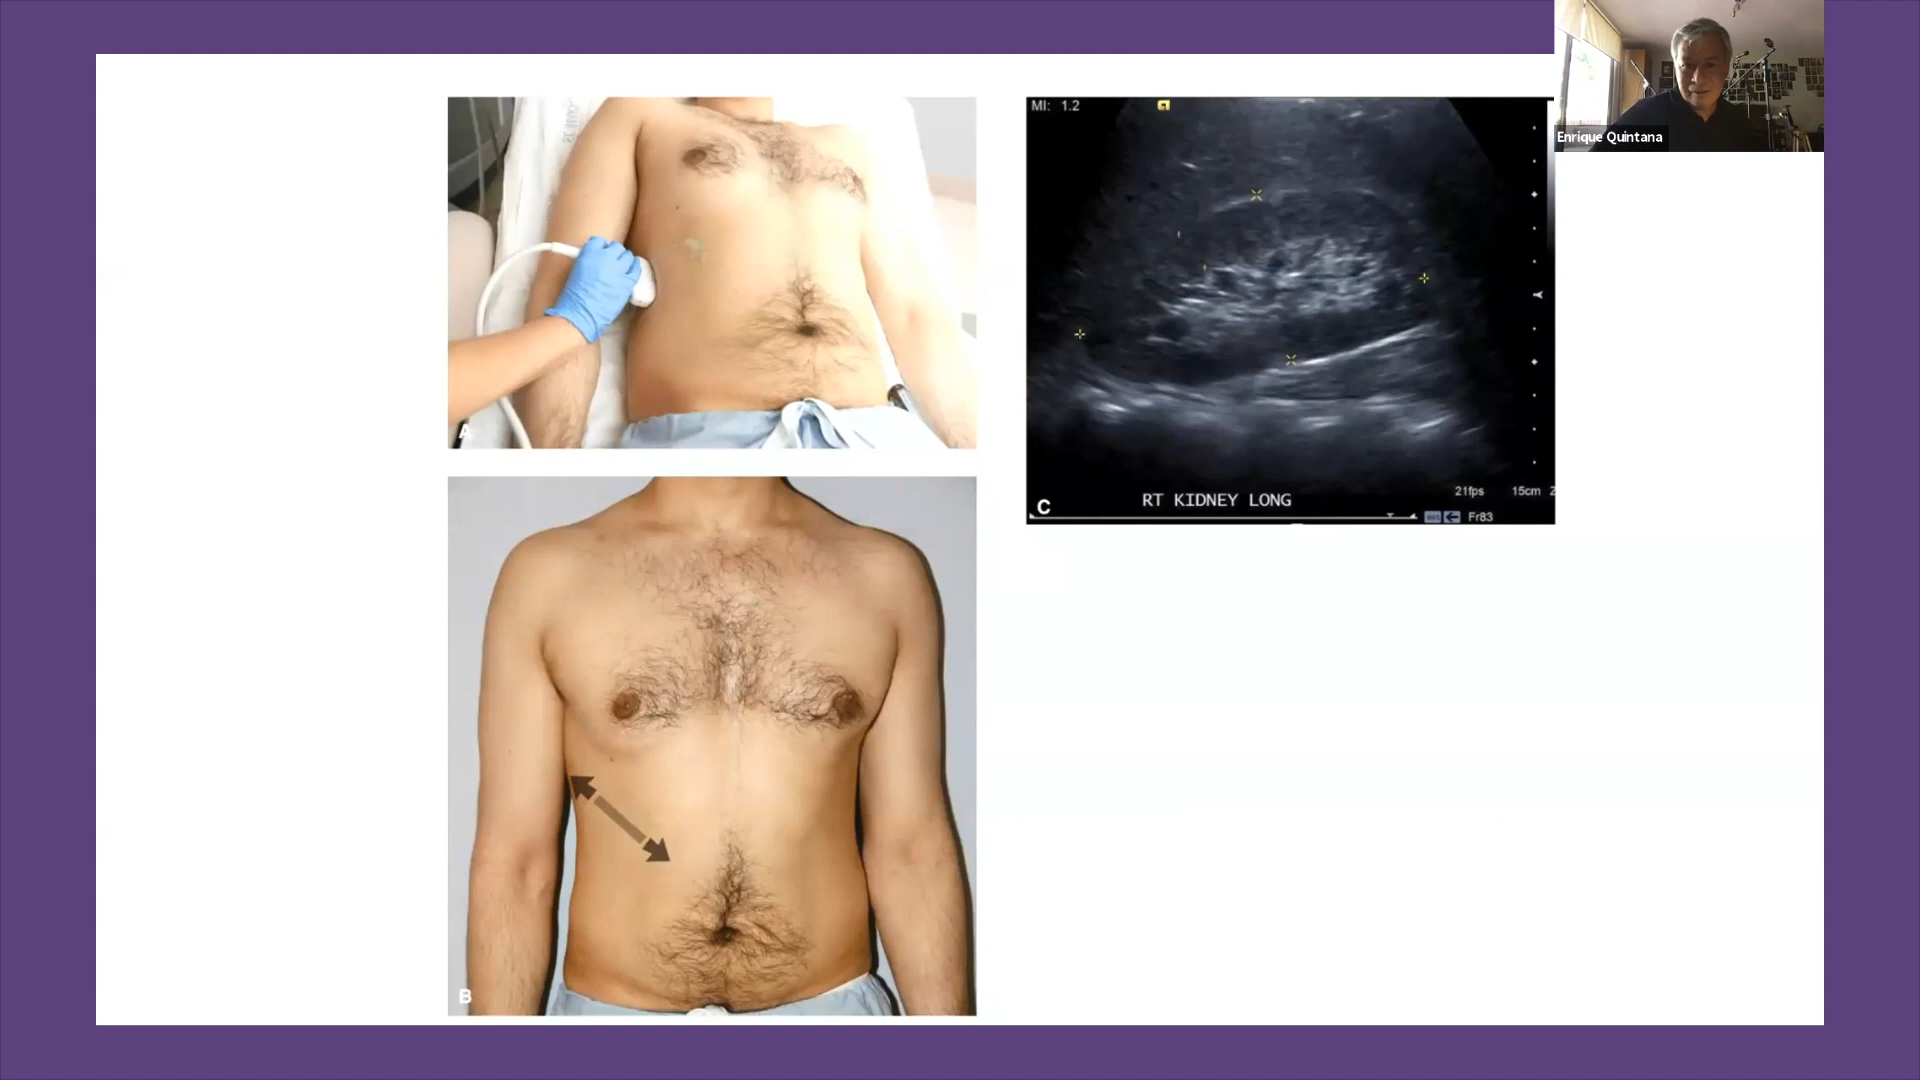 A
B
MI: 1.2
RT KIDNEY LONG
21fps
15cm
C
Fr83
Enrique Quintana